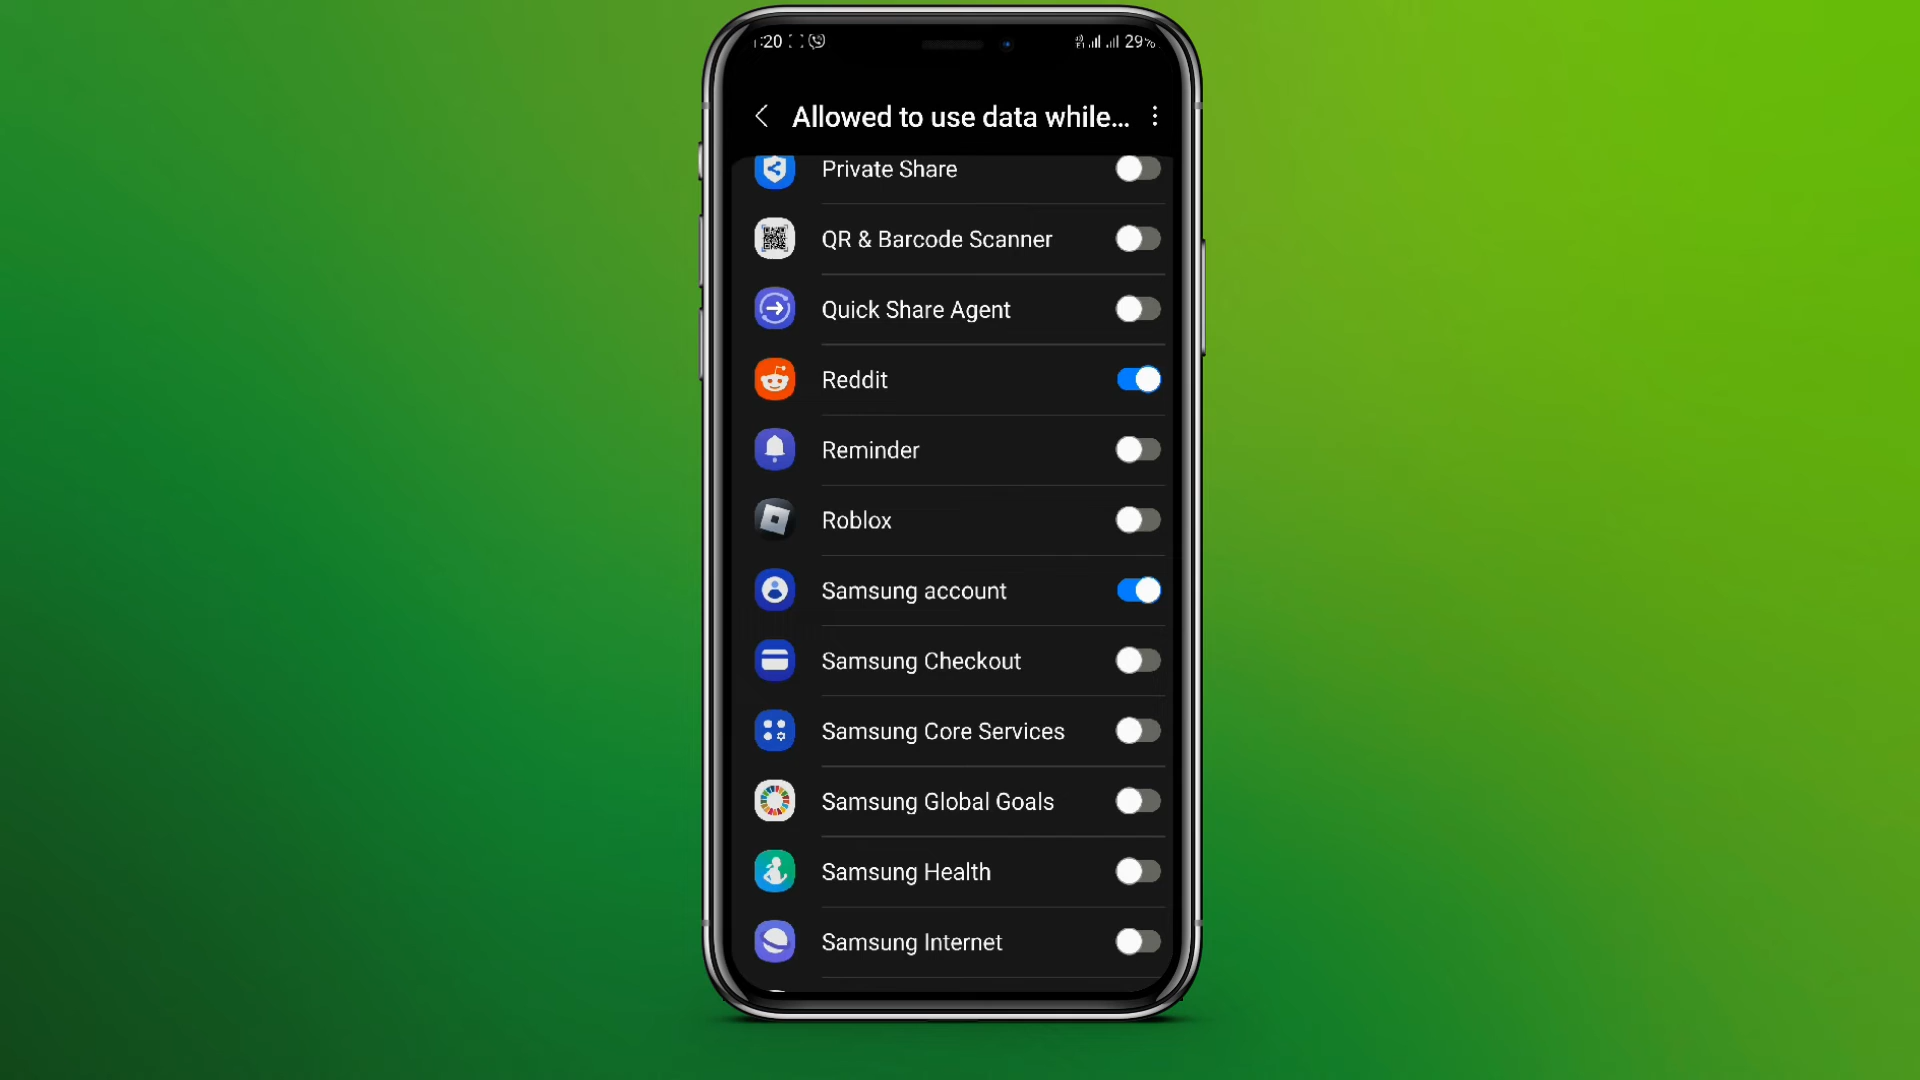 :20 29%
Allowed to use data while...
Private Share
QR & Barcode Scanner
Quick Share Agent
Reddit
Reminder
Roblox
Samsung account
Samsung Checkout
Samsung Core Services
Samsung Global Goals
Samsung Health
Samsung Internet